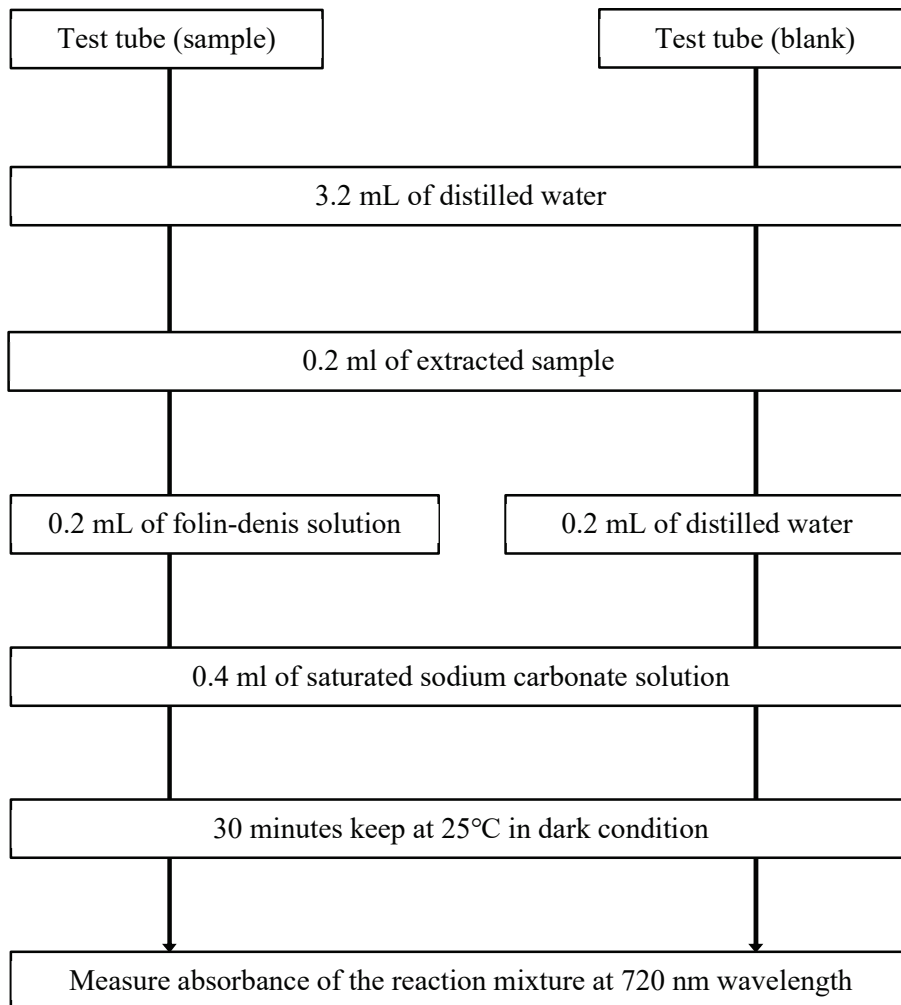 Test tube (sample)
Test tube (blank)
3.2 mL of distilled water
0.2 ml of extracted sample
0.2 mL of folin-denis solution
0.2 mL of distilled water
0.4 ml of saturated sodium carbonate solution
30 minutes keep at 25℃ in dark condition
Measure absorbance of the reaction mixture at 720 nm wavelength